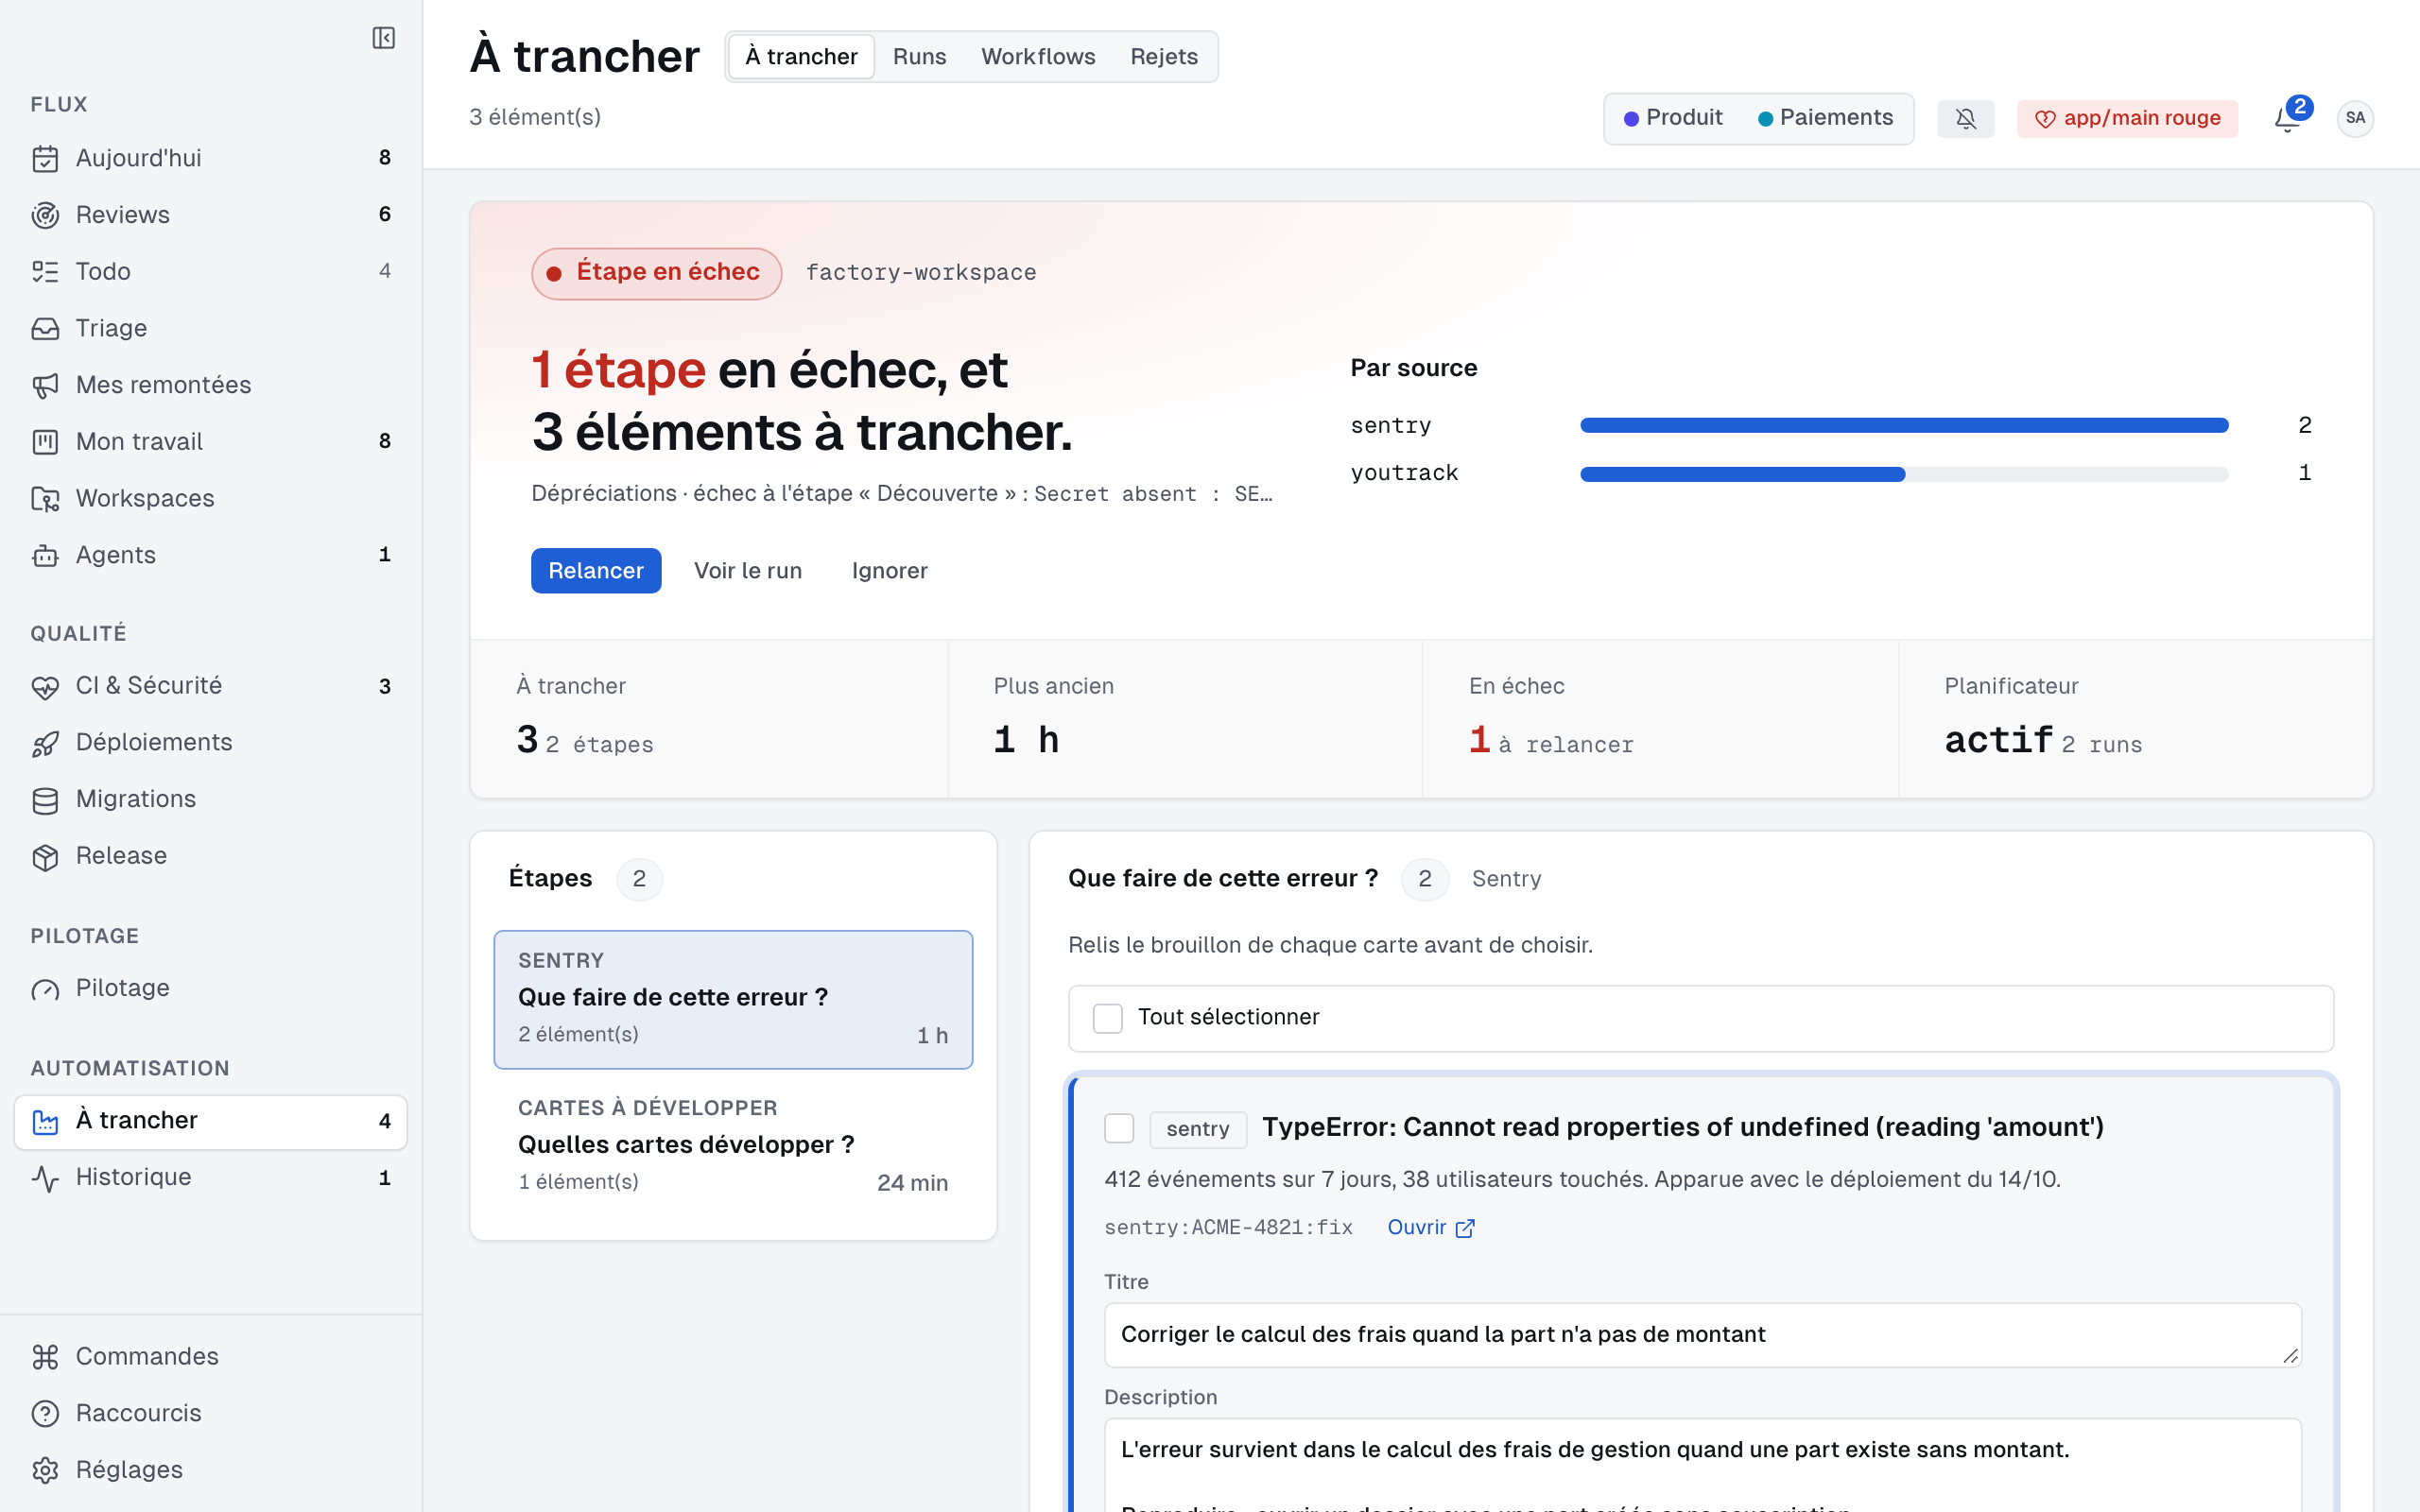 FLUX
Aujourd'hui 8
Reviews 6
Todo 4
Triage
Mes remontées
Mon travail 8
Workspaces
Agents 1
QUALITÉ
CI & Sécurité 3
Déploiements
Migrations
Release
PILOTAGE
Pilotage
AUTOMATISATION
À trancher 4
Historique 1
Commandes
Raccourcis
Réglages
À trancher
À trancher Runs Workflows Rejets
3 élément(s)
Produit Paiements
app/main rouge
2
SA
Étape en échec factory-workspace
1 étape en échec, et
3 éléments à trancher.
Dépréciations · échec à l'étape « Découverte » : Secret absent : SE…
Relancer Voir le run Ignorer
Par source
sentry 2
youtrack 1
À trancher
3 2 étapes
Plus ancien
1 h
En échec
1 à relancer
Planificateur
actif 2 runs
Étapes 2
SENTRY
Que faire de cette erreur ?
2 élément(s) 1 h
CARTES À DÉVELOPPER
Quelles cartes développer ?
1 élément(s) 24 min
Que faire de cette erreur ? 2 Sentry
Relis le brouillon de chaque carte avant de choisir.
Tout sélectionner
sentry TypeError: Cannot read properties of undefined (reading 'amount')
412 événements sur 7 jours, 38 utilisateurs touchés. Apparue avec le déploiement du 14/10.
sentry:ACME-4821:fix Ouvrir
Titre
Corriger le calcul des frais quand la part n'a pas de montant
Description
L'erreur survient dans le calcul des frais de gestion quand une part existe sans montant.